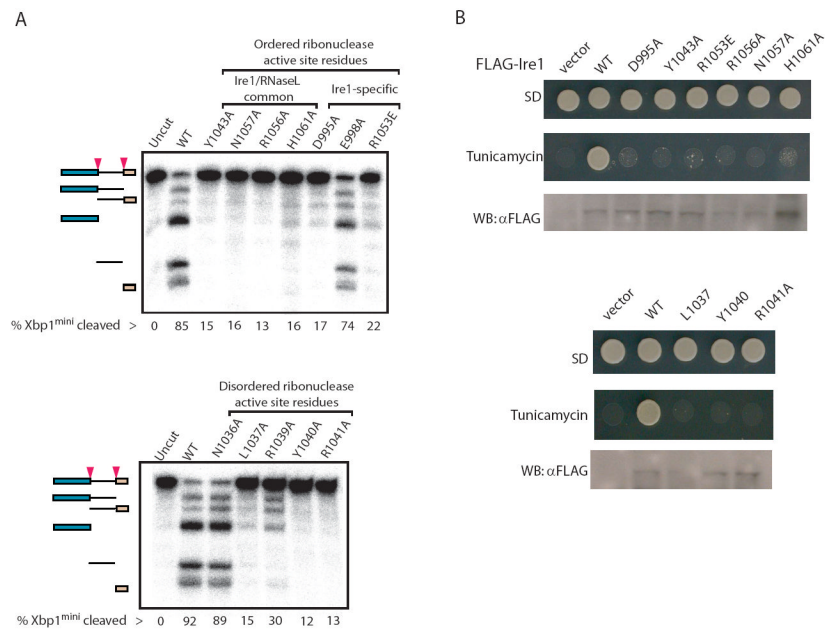 A
Ordered ribonuclease
active site residues
Ire1/RNaseL
common
Ire1-specific
Uncut
WT
Y1043A
N1057A
R1056A
H1061A
D995A
E998A
R1053E
% Xbp1mini cleaved > 0 85 15 16 13 16 17 74 22
Disordered ribonuclease
active site residues
Uncut
WT
N1036A
L1037A
R1039A
Y1040A
R1041A
% Xbp1mini cleaved > 0 92 89 15 30 12 13
B
FLAG-Ire1
vector
WT
D995A
Y1043A
R1053E
R1056A
N1057A
H1061A
SD
Tunicamycin
WB: αFLAG
vector
WT
L1037
Y1040
R1041A
SD
Tunicamycin
WB: αFLAG